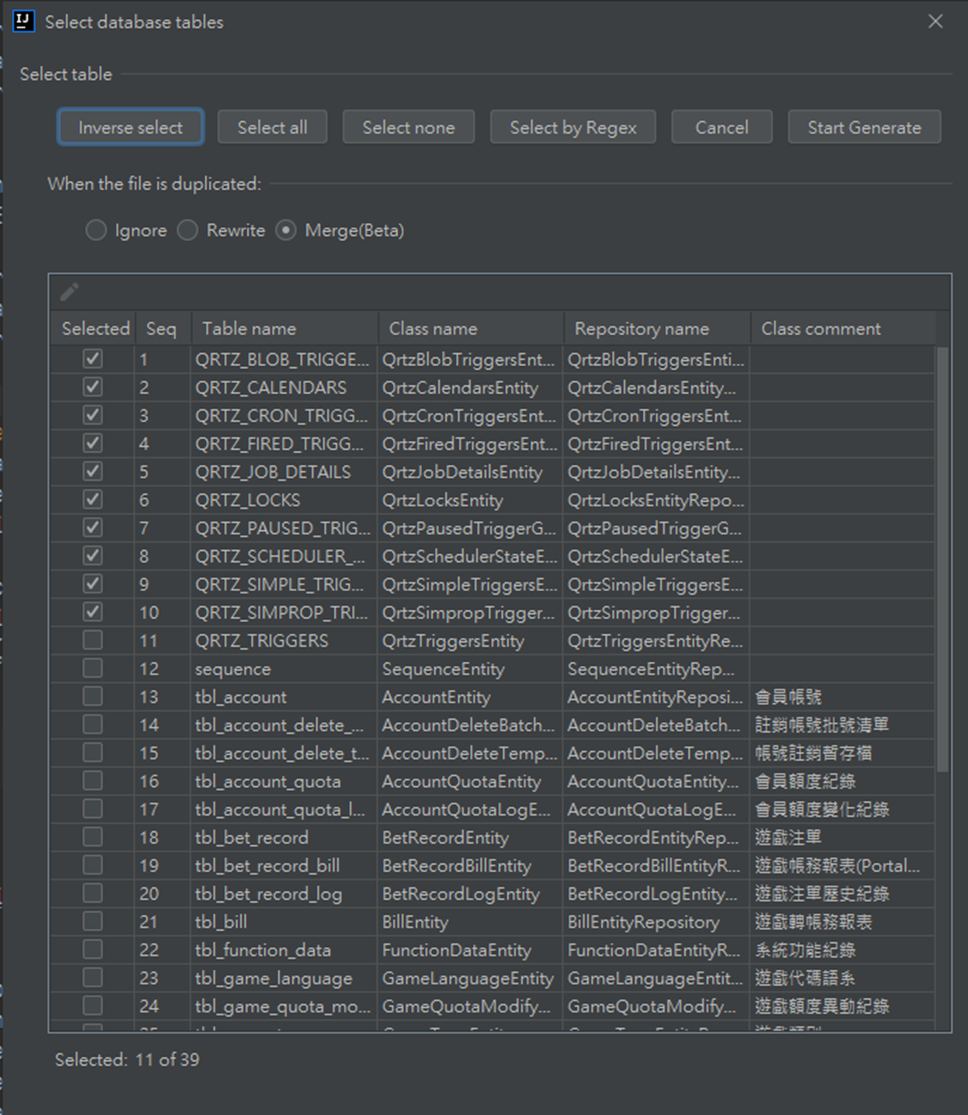 IJ Select database tables
Select table
Inverse select Select all Select none Select by Regex Cancel Start Generate
When the file is duplicated:
Ignore Rewrite Merge(Beta)
Selected Seq Table name Class name Repository name Class comment
1 QRTZ_BLOB_TRIGGE... QrtzBlobTriggersEnt... QrtzBlobTriggersEnti...
2 QRTZ_CALENDARS QrtzCalendarsEntity QrtzCalendarsEntity...
3 QRTZ_CRON_TRIGG... QrtzCronTriggersEnt... QrtzCronTriggersEnt...
4 QRTZ_FIRED_TRIGG... QrtzFiredTriggersEnt... QrtzFiredTriggersEnt...
5 QRTZ_JOB_DETAILS QrtzJobDetailsEntity QrtzJobDetailsEntity...
6 QRTZ_LOCKS QrtzLocksEntity QrtzLocksEntityRepo...
7 QRTZ_PAUSED_TRIG... QrtzPausedTriggerG... QrtzPausedTriggerG...
8 QRTZ_SCHEDULER_... QrtzSchedulerStateE... QrtzSchedulerStateE...
9 QRTZ_SIMPLE_TRIG... QrtzSimpleTriggersE... QrtzSimpleTriggersE...
10 QRTZ_SIMPROP_TRI... QrtzSimpropTrigger... QrtzSimpropTrigger...
11 QRTZ_TRIGGERS QrtzTriggersEntity QrtzTriggersEntityRe...
12 sequence SequenceEntity SequenceEntityRep...
13 tbl_account AccountEntity AccountEntityReposi... 會員帳號
14 tbl_account_delete_... AccountDeleteBatch... AccountDeleteBatch... 註銷帳號批號清單
15 tbl_account_delete_t... AccountDeleteTemp... AccountDeleteTemp... 帳號註銷暫存檔
16 tbl_account_quota AccountQuotaEntity AccountQuotaEntity... 會員額度紀錄
17 tbl_account_quota_l... AccountQuotaLogE... AccountQuotaLogE... 會員額度變化紀錄
18 tbl_bet_record BetRecordEntity BetRecordEntityRep... 遊戲注單
19 tbl_bet_record_bill BetRecordBillEntity BetRecordBillEntityR... 遊戲帳務報表(Portal...
20 tbl_bet_record_log BetRecordLogEntity BetRecordLogEntity... 遊戲注單歷史紀錄
21 tbl_bill BillEntity BillEntityRepository 遊戲轉帳務報表
22 tbl_function_data FunctionDataEntity FunctionDataEntityR... 系統功能紀錄
23 tbl_game_language GameLanguageEntity GameLanguageEntit... 遊戲代碼語系
24 tbl_game_quota_mo... GameQuotaModify... GameQuotaModify... 遊戲額度異動紀錄
Selected: 11 of 39